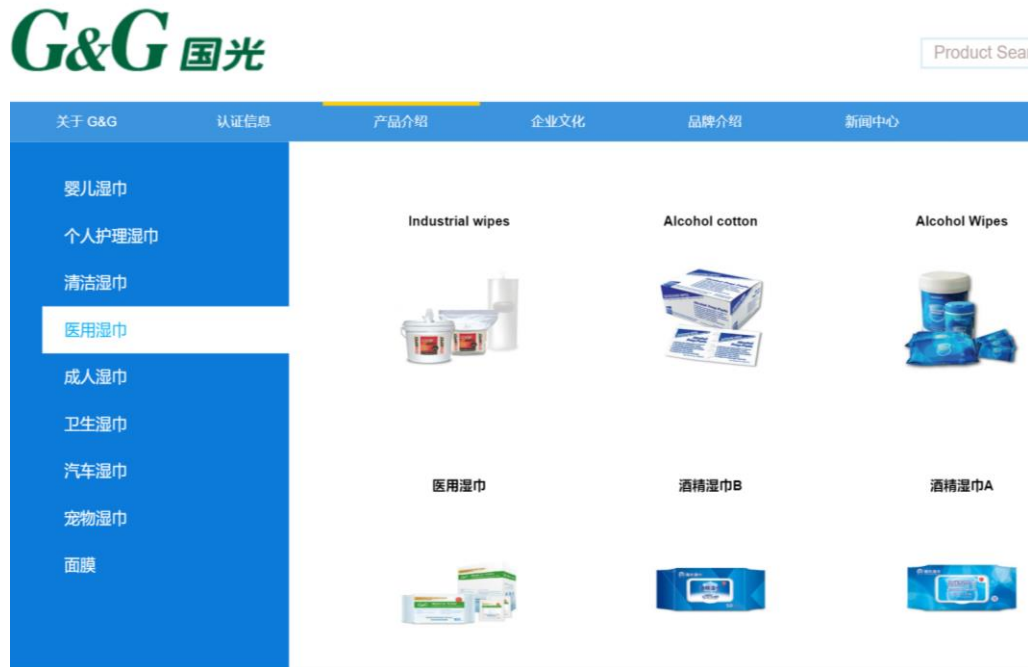 G&G 国光
Product Sear
关于 G&G 认证信息 产品介绍 企业文化 品牌介绍 新闻中心
婴儿湿巾
个人护理湿巾
清洁湿巾
医用湿巾
成人湿巾
卫生湿巾
汽车湿巾
宠物湿巾
面膜
Industrial wipes Alcohol cotton Alcohol Wipes
医用湿巾 酒精湿巾B 酒精湿巾A